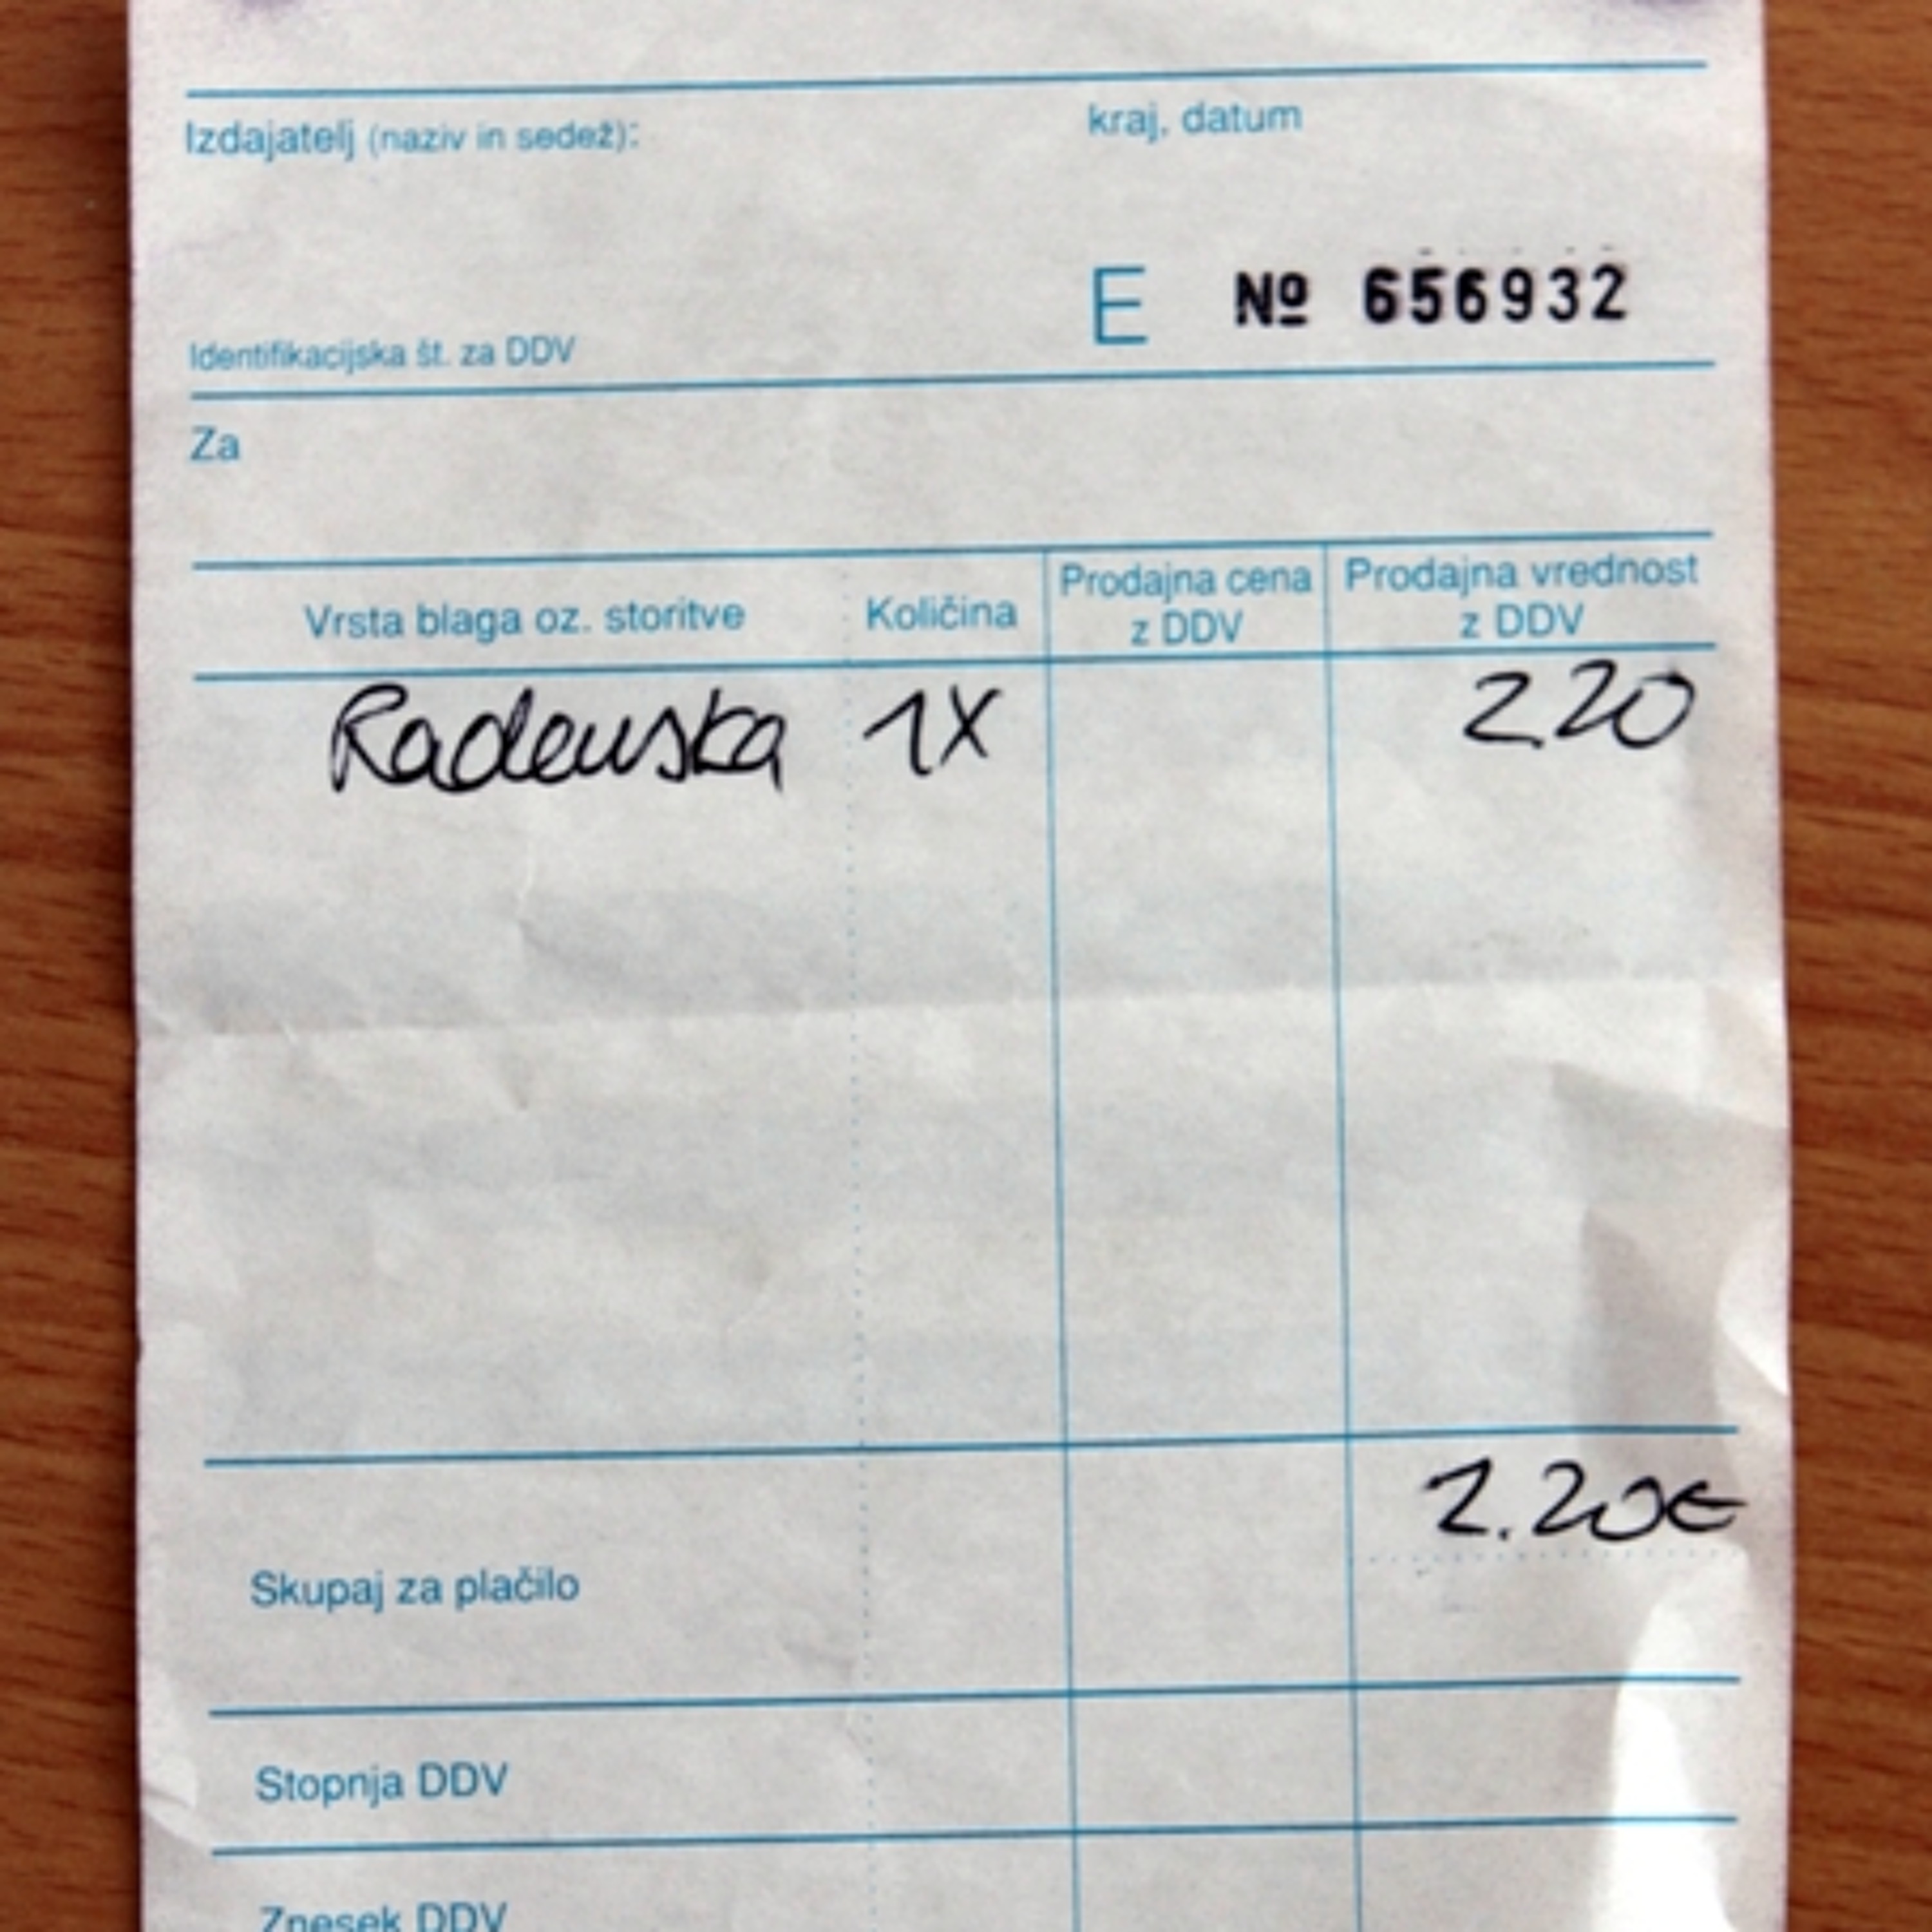 Izdajatelj (naziv in sedež):
kraj, datum
E № 656932
Identifikacijska št. za DDV
Za
Vrsta blaga oz. storitve Količina Prodajna cena z DDV Prodajna vrednost z DDV
Radenska 1X 2.20
2.20€
Skupaj za plačilo
Stopnja DDV
Znesek DDV